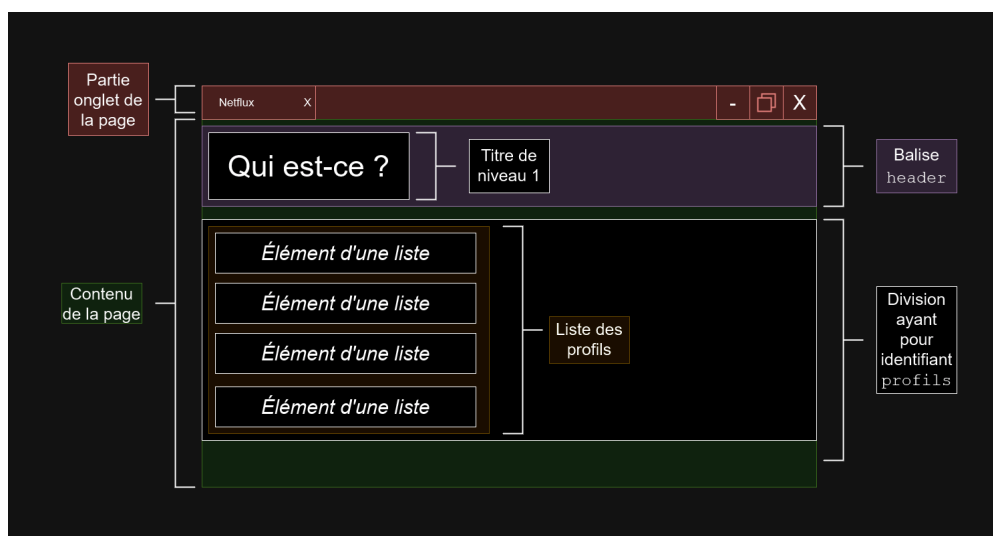 Partie
onglet de
la page
Netflux X
- X
Qui est-ce ?
Titre de
niveau 1
Balise
header
Contenu
de la page
Élément d'une liste
Élément d'une liste
Élément d'une liste
Élément d'une liste
Liste des
profils
Division
ayant
pour
identifiant
profils